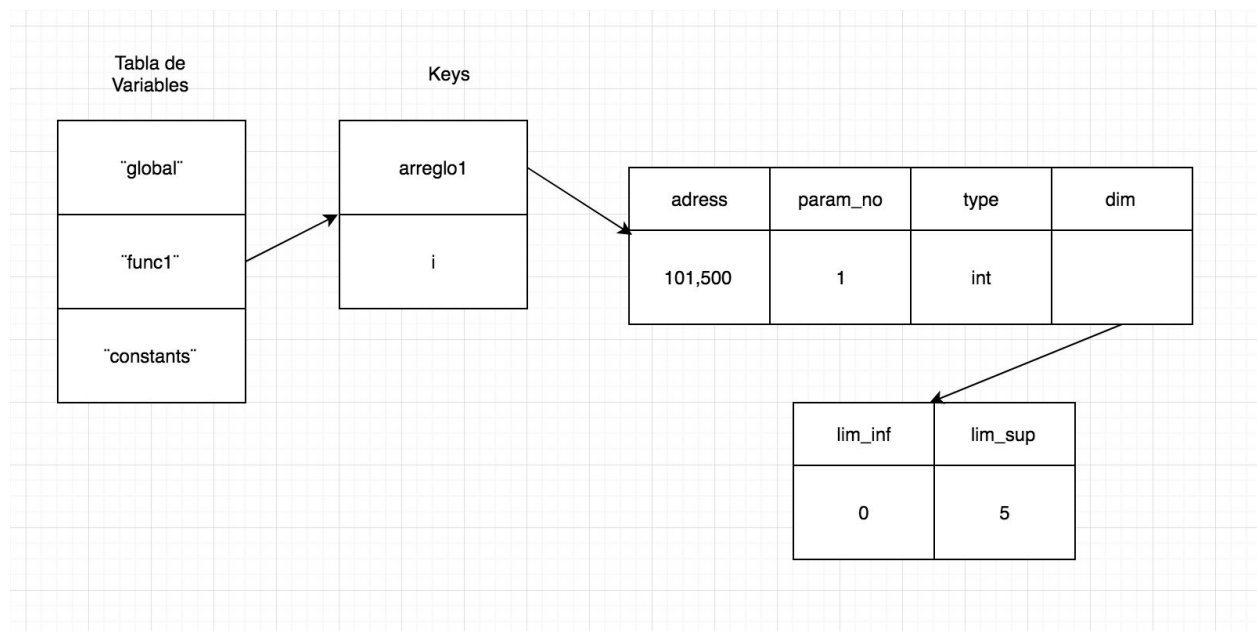 Tabla de
Variables
Keys
¨global¨
¨func1¨
¨constants¨
arreglo1
i
adress param_no type dim
101,500 1 int
lim_inf lim_sup
0 5